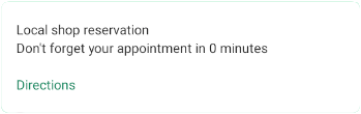 Local shop reservation
Don't forget your appointment in 0 minutes
Directions